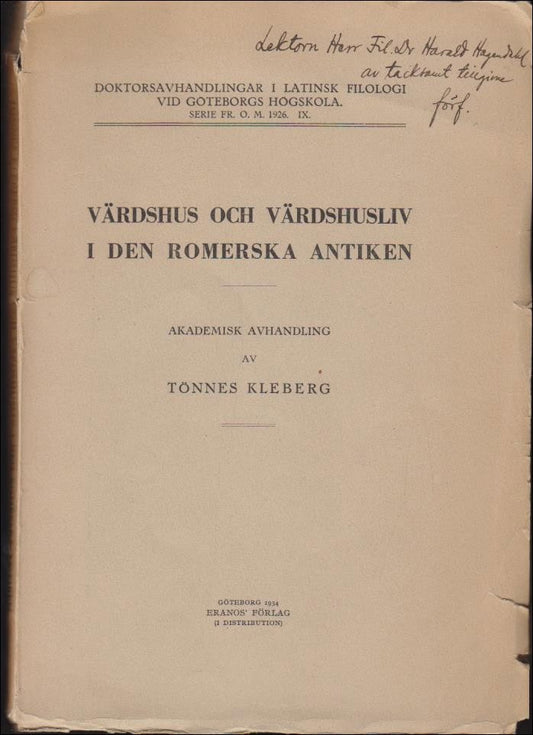 Lektorn Herr Fil. Dr Harald Hagendahl
av tacksamt tillgivne
förf.
DOKTORSAVHANDLINGAR I LATINSK FILOLOGI
VID GÖTEBORGS HÖGSKOLA.
SERIE FR. O. M. 1926. IX.
VÄRDSHUS OCH VÄRDSHUSLIV
I DEN ROMERSKA ANTIKEN
AKADEMISK AVHANDLING
AV
TÖNNES KLEBERG
GÖTEBORG 1934
ERANOS' FÖRLAG
(I DISTRIBUTION)